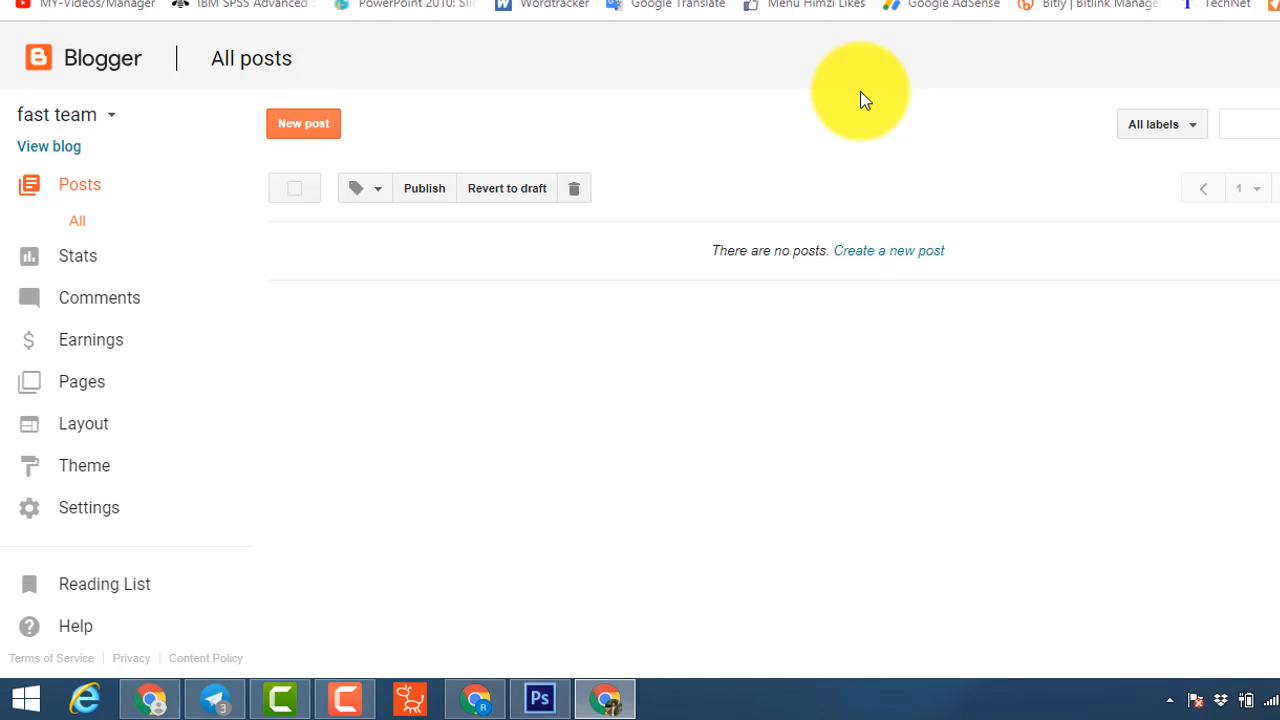 MY-Videos/Manager IBM SPSS Advanced PowerPoint 2010: Slid Wordtracker Google Translate Menu Himzi Likes Google AdSense Bitly | Bitlink Manage TechNet
Blogger All posts
fast team
New post All labels
View blog
Posts Publish Revert to draft 1
All
There are no posts. Create a new post
Stats
Comments
Earnings
Pages
Layout
Theme
Settings
Reading List
Help
Terms of Service Privacy Content Policy
3 R Ps